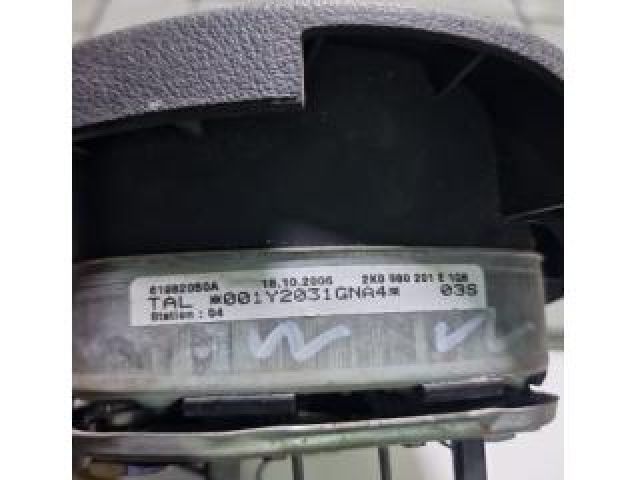 61882050A 18.10.2006 2K0 880 201 E 1QB
TAL *001Y2031GNA4* 03S
Station : 04